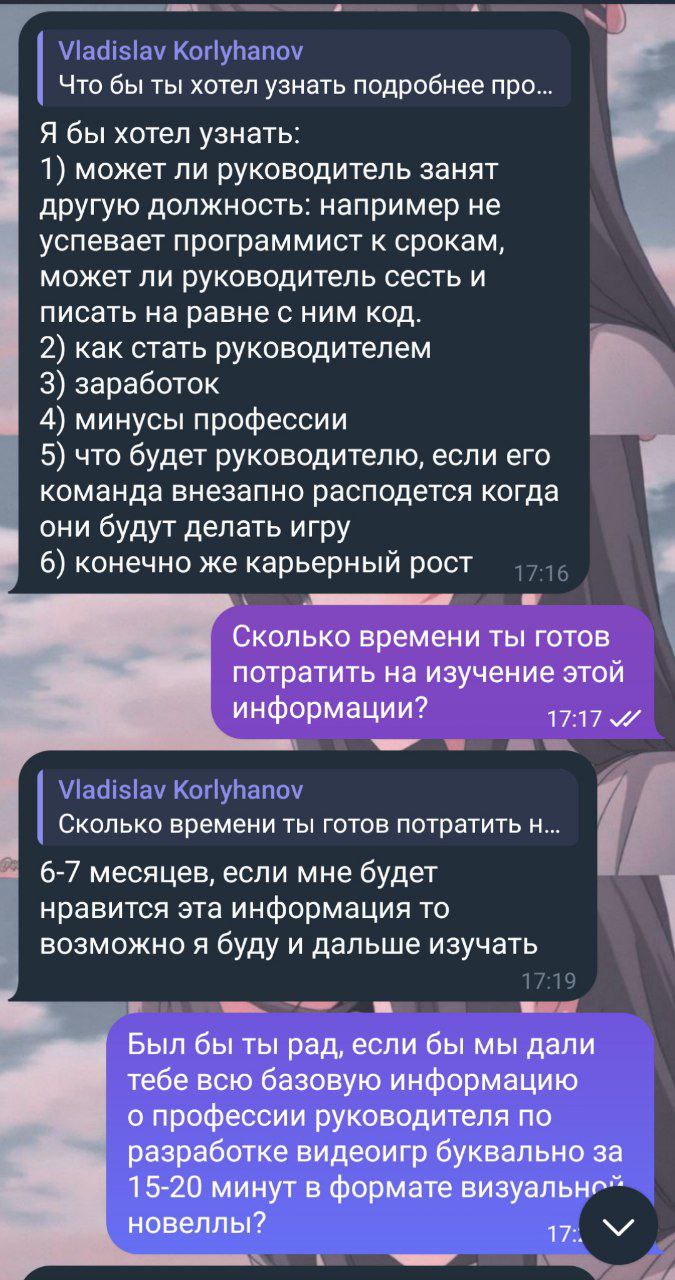 Vladislav Korlyhanov
Что бы ты хотел узнать подробнее про...
Я бы хотел узнать:
1) может ли руководитель занят
другую должность: например не
успевает программист к срокам,
может ли руководитель сесть и
писать на равне с ним код.
2) как стать руководителем
3) заработок
4) минусы профессии
5) что будет руководителю, если его
команда внезапно расподется когда
они будут делать игру
6) конечно же карьерный рост
17:16
Сколько времени ты готов
потратить на изучение этой
информации?
17:17
Vladislav Korlyhanov
Сколько времени ты готов потратить н...
6-7 месяцев, если мне будет
нравится эта информация то
возможно я буду и дальше изучать
17:19
Был бы ты рад, если бы мы дали
тебе всю базовую информацию
о профессии руководителя по
разработке видеоигр буквально за
15-20 минут в формате визуальной
новеллы?